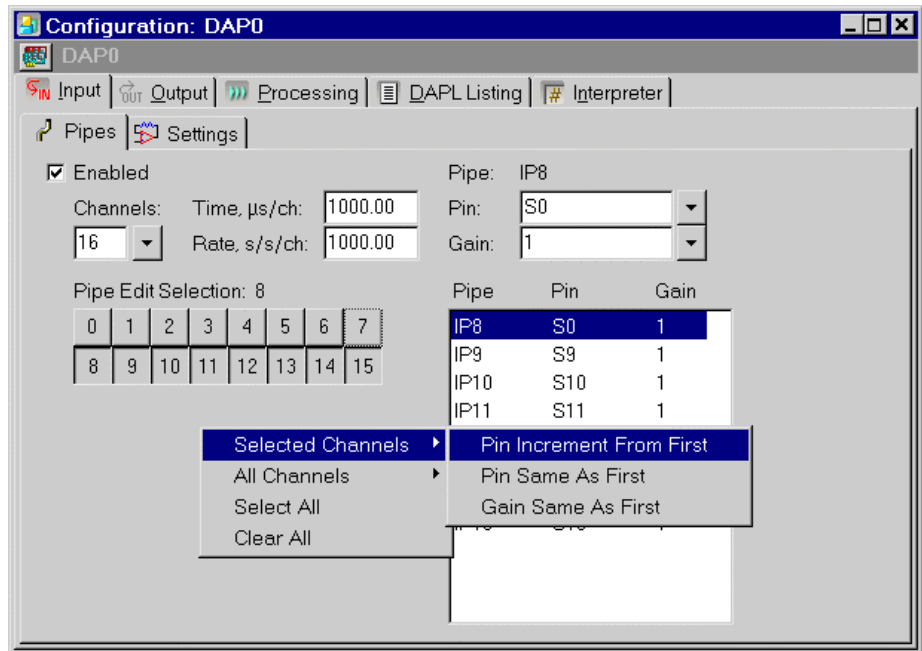 Configuration: DAP0
DAP0
IN Input OUT Output Processing DAPL Listing # Interpreter
Pipes Settings
Enabled Pipe: IP8
Channels: Time, µs/ch: 1000.00 Pin: S0
16 Rate, s/s/ch: 1000.00 Gain: 1
Pipe Edit Selection: 8 Pipe Pin Gain
0 1 2 3 4 5 6 7
8 9 10 11 12 13 14 15
IP8 S0 1
IP9 S9 1
IP10 S10 1
IP11 S11 1
Selected Channels Pin Increment From First
All Channels Pin Same As First
Select All Gain Same As First
Clear All